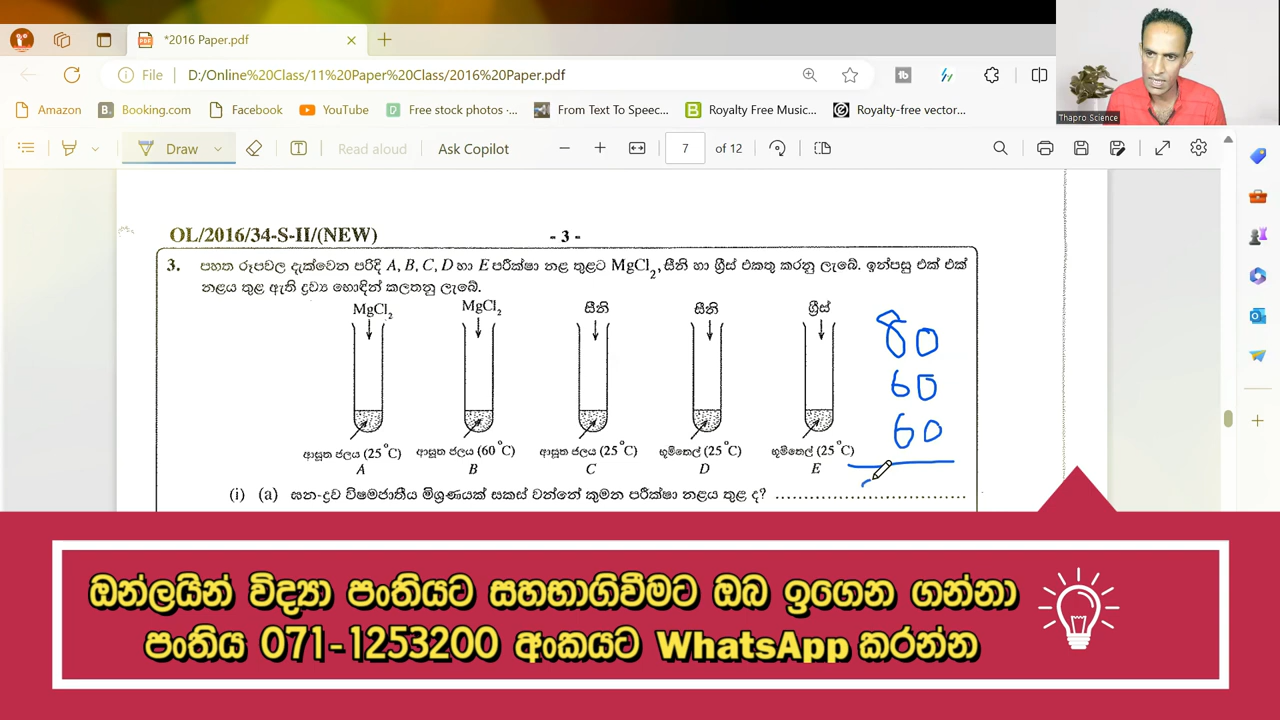 *2016 Paper.pdf
File D:/Online%20Class/11%20Paper%20Class/2016%20Paper.pdf
Amazon B. Booking.com Facebook YouTube Free stock photos ·... From Text To Speec... Royalty Free Music... Royalty-free vector...
Thapro Science
Draw Read aloud Ask Copilot 7 of 12
OL/2016/34-S-II/(NEW) - 3 -
3. පහත රූපවල දැක්වෙන පරිදි A, B, C, D හා E පරීක්ෂා නළ තුළට MgCl₂, සීනි හා ග්‍රීස් එකතු කරනු ලැබේ. ඉන්පසු එක් එක්
නළය තුළ ඇති ද්‍රව්‍ය හොඳින් කලතනු ලැබේ.
MgCl₂ MgCl₂ සීනි සීනි ග්‍රීස්
80
60
60
ආසුත ජලය (25 °C) ආසුත ජලය (60 °C) ආසුත ජලය (25 °C) භූමිතෙල් (25 °C) භූමිතෙල් (25 °C)
A B C D E
(i) (a) ඝන-ද්‍රව විෂමජාතීය මිශ්‍රණයක් සකස් වන්නේ කුමන පරීක්ෂා නළය තුළ ද? ................................
ඔන්ලයින් විද්‍යා පංතියට සහභාගිවීමට ඔබ ඉගෙන ගන්නා
පංතිය 071-1253200 අංකයට WhatsApp කරන්න